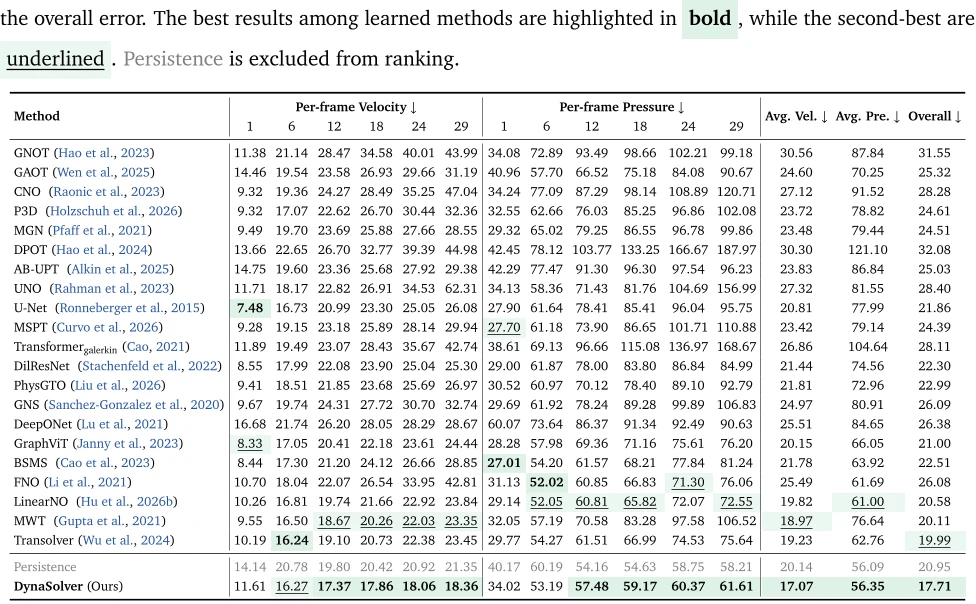 the overall error. The best results among learned methods are highlighted in bold , while the second-best are
underlined . Persistence is excluded from ranking.
Method Per-frame Velocity ↓ Per-frame Pressure ↓ Avg. Vel. ↓ Avg. Pre. ↓ Overall ↓
1 6 12 18 24 29 1 6 12 18 24 29
GNOT (Hao et al., 2023) 11.38 21.14 28.47 34.58 40.01 43.99 34.08 72.89 93.49 98.66 102.21 99.18 30.56 87.84 31.55
GAOT (Wen et al., 2025) 14.46 19.54 23.58 26.93 29.66 31.19 40.96 57.70 66.52 75.18 84.08 90.67 24.60 70.25 25.32
CNO (Raonic et al., 2023) 9.32 19.36 24.27 28.49 35.25 47.04 34.24 77.09 87.29 98.14 108.89 120.71 27.12 91.52 28.28
P3D (Holzschuh et al., 2026) 9.32 17.07 22.62 26.70 30.44 32.36 32.55 62.66 76.03 85.25 96.86 102.08 23.72 78.82 24.61
MGN (Pfaff et al., 2021) 9.49 19.70 23.69 25.88 27.66 28.55 29.32 65.02 79.25 86.55 96.78 99.86 23.48 79.44 24.51
DPOT (Hao et al., 2024) 13.66 22.65 26.70 32.77 39.39 44.98 42.45 78.12 103.77 133.25 166.67 187.97 30.30 121.10 32.08
AB-UPT (Alkin et al., 2025) 14.75 19.60 23.36 25.68 27.92 29.38 42.29 77.47 91.30 96.30 97.54 96.23 23.83 86.84 25.03
UNO (Rahman et al., 2023) 11.71 18.17 22.82 26.91 34.53 62.31 34.13 58.36 71.43 81.76 104.69 156.99 27.32 81.55 28.40
U-Net (Ronneberger et al., 2015) 7.48 16.73 20.99 23.30 25.05 26.08 27.90 61.64 78.41 85.41 96.04 95.75 20.81 77.99 21.86
MSPT (Curvo et al., 2026) 9.28 19.15 23.18 25.89 28.14 29.94 27.70 61.18 73.90 86.65 101.71 110.88 23.42 79.14 24.39
Transformergalerkin (Cao, 2021) 11.89 19.49 23.07 28.43 35.67 42.74 38.61 69.13 96.66 115.08 136.97 168.67 26.86 104.64 28.11
DilResNet (Stachenfeld et al., 2022) 8.55 17.99 22.08 23.90 25.04 25.30 29.00 61.87 78.00 83.80 86.84 84.99 21.44 74.56 22.30
PhysGTO (Liu et al., 2026) 9.41 18.51 21.85 23.68 25.69 26.97 30.52 60.97 70.12 78.40 89.10 92.79 21.81 72.96 22.99
GNS (Sanchez-Gonzalez et al., 2020) 9.67 19.74 24.31 27.72 30.70 32.74 29.69 61.92 78.24 89.28 99.89 106.83 24.97 80.91 26.09
DeepONet (Lu et al., 2021) 16.68 21.74 26.20 28.05 28.29 28.67 60.07 73.64 86.37 91.34 92.49 90.63 25.51 84.65 26.38
GraphViT (Janny et al., 2023) 8.33 17.05 20.41 22.18 23.61 24.44 28.28 57.98 69.36 71.16 75.61 76.20 20.15 66.05 21.00
BSMS (Cao et al., 2023) 8.44 17.30 21.20 24.12 26.66 28.85 27.01 54.20 61.57 68.21 77.84 81.24 21.78 63.92 22.51
FNO (Li et al., 2021) 10.70 18.04 22.07 26.54 33.95 42.81 31.13 52.02 60.85 66.83 71.30 76.06 25.49 61.69 26.08
LinearNO (Hu et al., 2026b) 10.26 16.81 19.74 21.66 22.92 23.84 29.14 52.05 60.81 65.82 72.07 72.55 19.82 61.00 20.58
MWT (Gupta et al., 2021) 9.55 16.50 18.67 20.26 22.03 23.35 32.05 57.19 70.58 83.28 97.58 106.52 18.97 76.64 20.11
Transolver (Wu et al., 2024) 10.19 16.24 19.10 20.73 22.38 23.45 29.77 54.27 61.51 66.99 74.53 75.64 19.23 62.76 19.99
Persistence 14.14 20.78 19.80 20.42 20.92 21.35 40.17 60.19 54.16 54.63 58.75 58.21 20.14 56.09 20.95
DynaSolver (Ours) 11.61 16.27 17.37 17.86 18.06 18.36 34.02 53.19 57.48 59.17 60.37 61.61 17.07 56.35 17.71